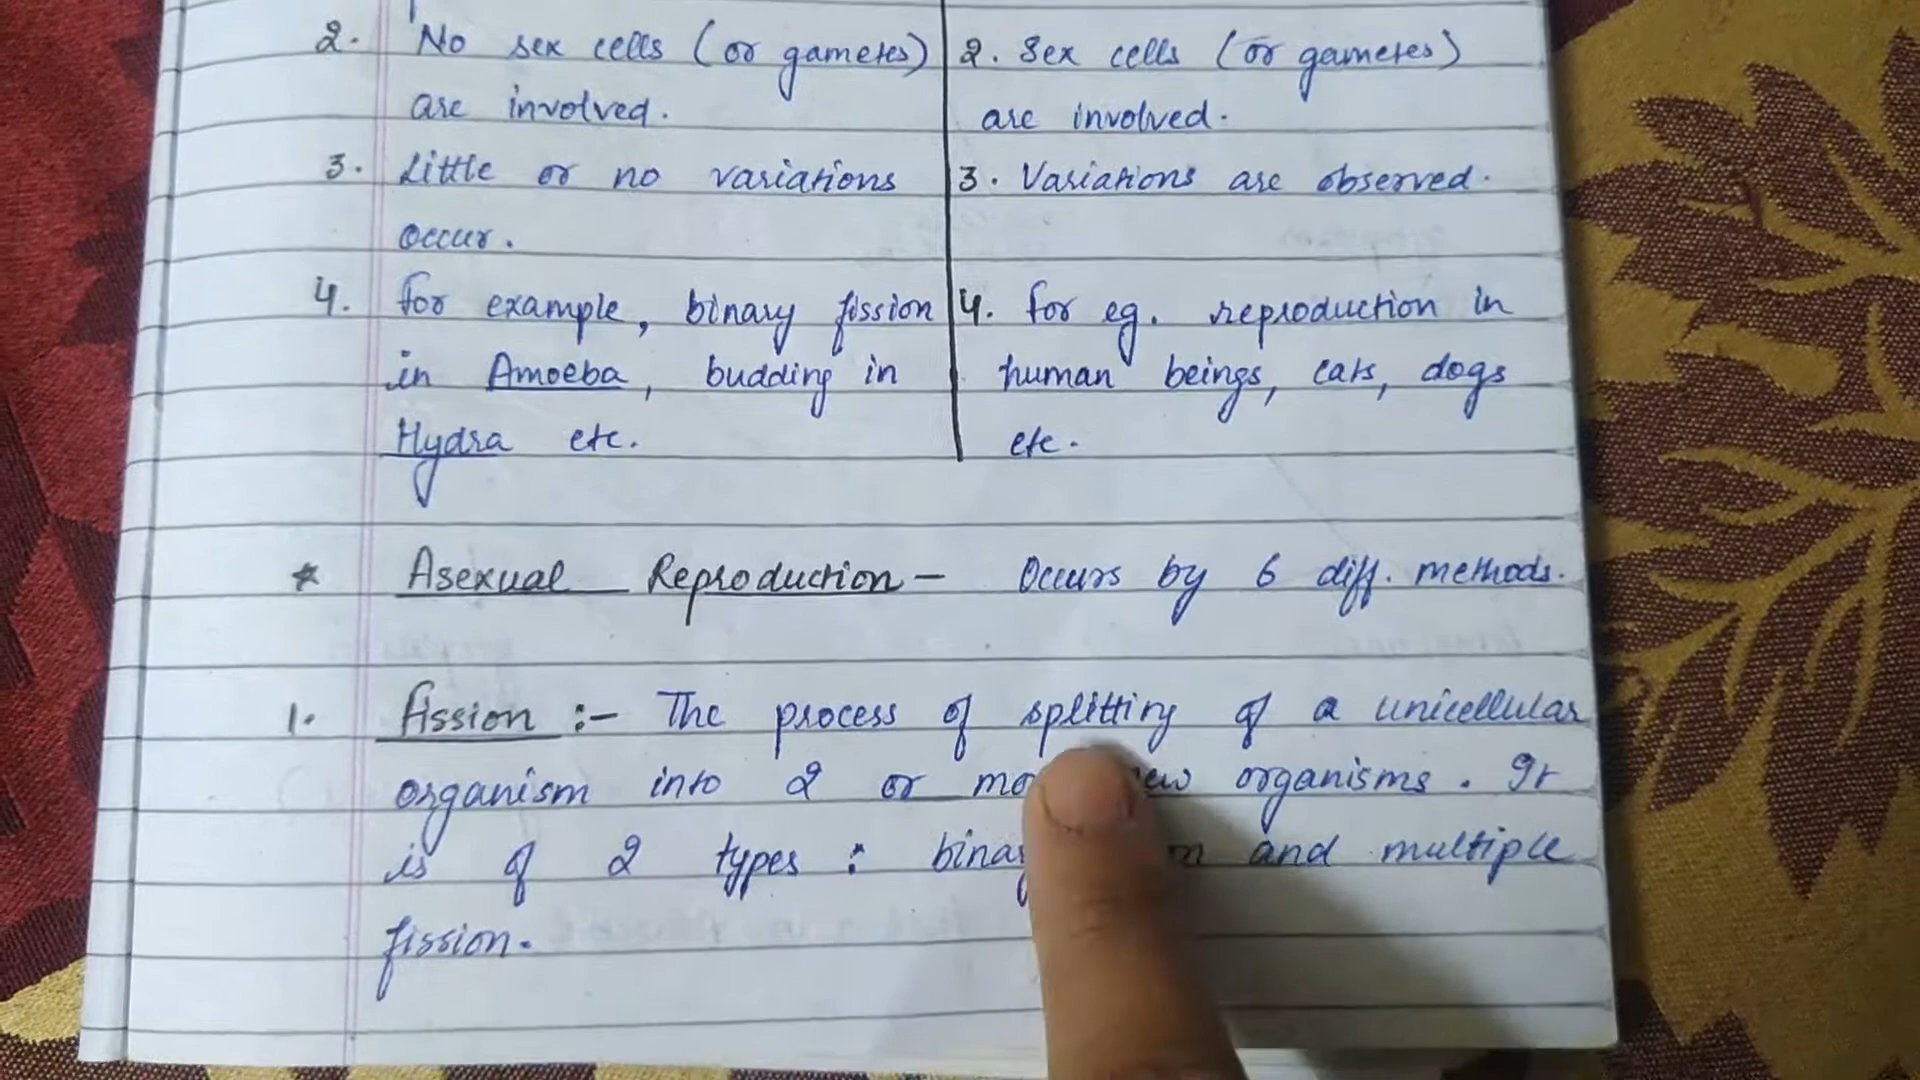 2. No sex cells (or gametes)
are involved.
3. Little or no variations
occur.
4. For example, binary fission
in Amoeba, budding in
Hydra etc.
2. Sex cells (or gametes)
are involved.
3. Variations are observed.
4. For eg. reproduction in
human beings, cats, dogs
etc.
* Asexual Reproduction - Occurs by 6 diff. methods.
1. Fission :- The process of splitting of a unicellular
organism into 2 or organisms. It
is of 2 types : and multiple
fission.